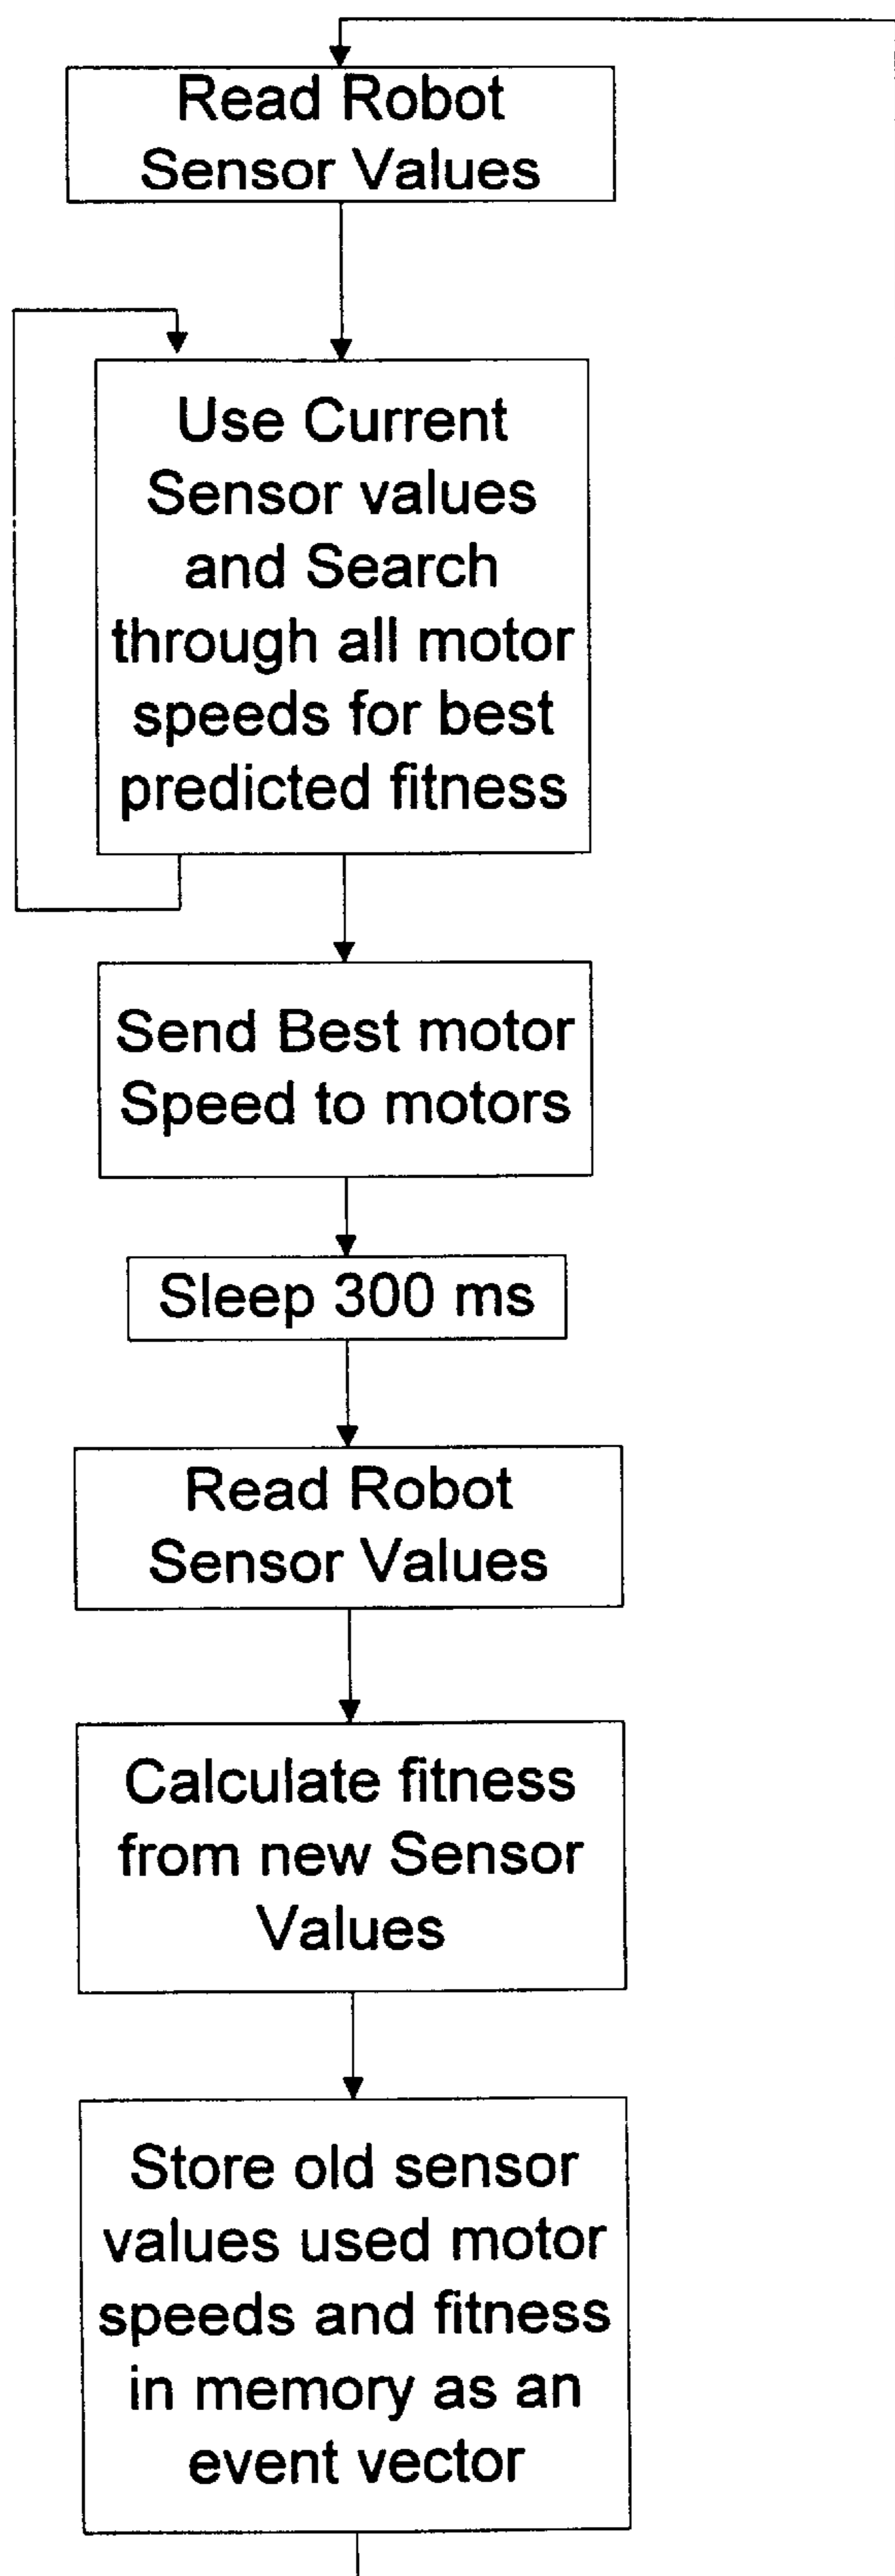 Read Robot
Sensor Values
Use Current
Sensor values
and Search
through all motor
speeds for best
predicted fitness
Send Best motor
Speed to motors
Sleep 300 ms
Read Robot
Sensor Values
Calculate fitness
from new Sensor
Values
Store old sensor
values used motor
speeds and fitness
in memory as an
event vector